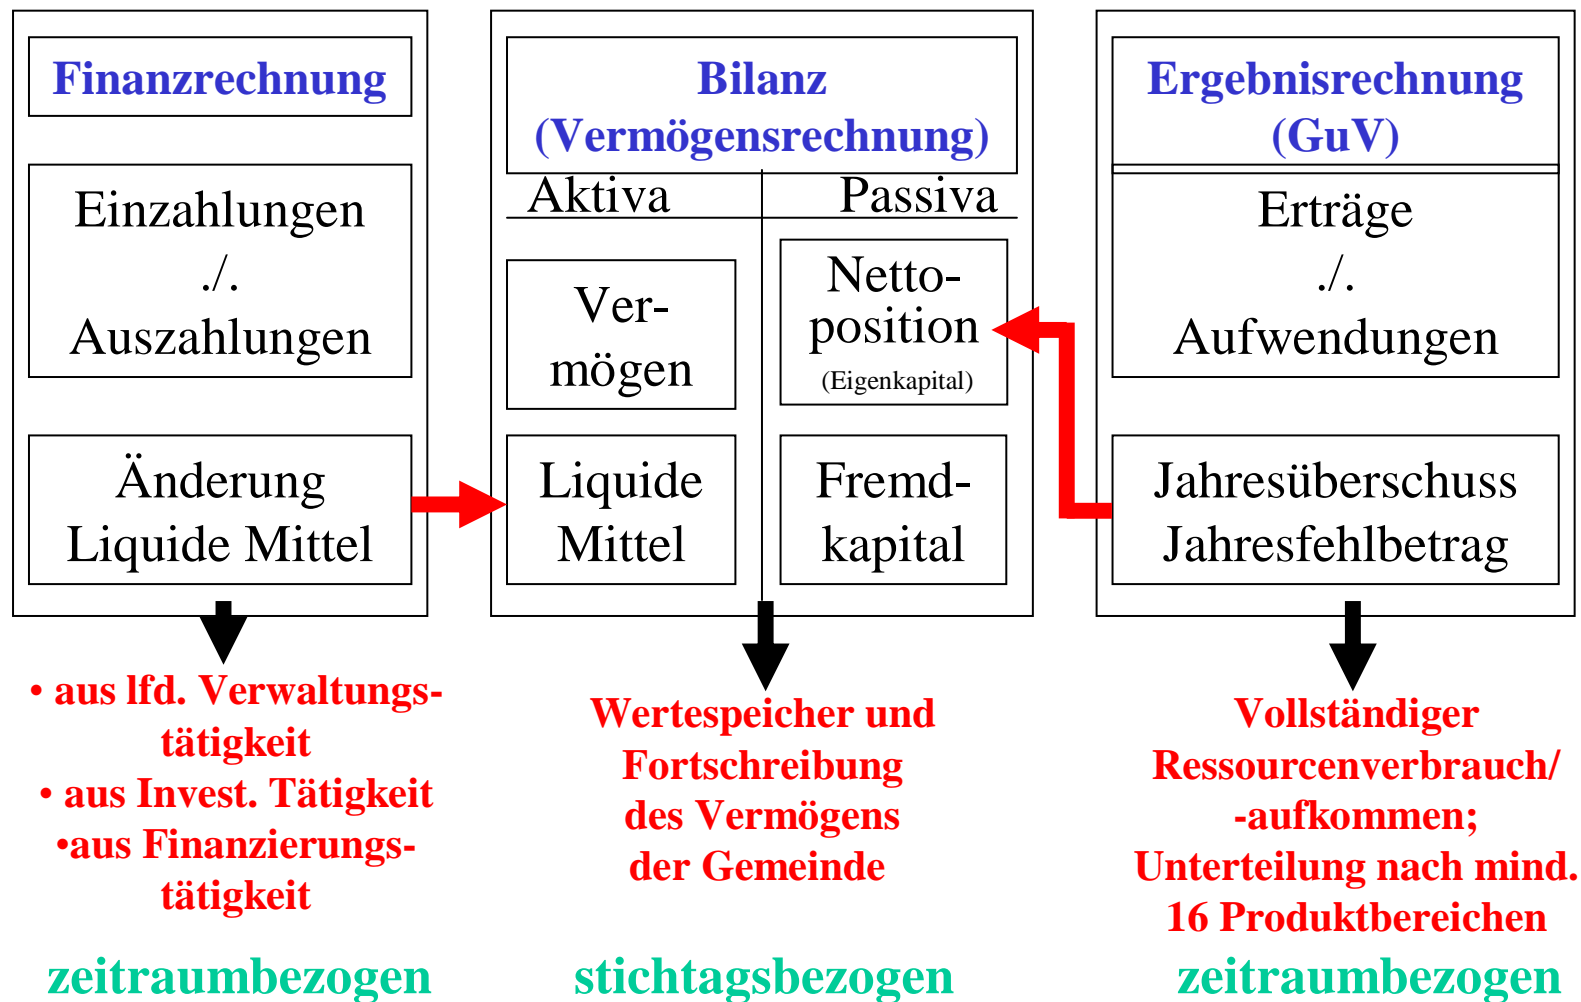 Finanzrechnung
Einzahlungen
./.
Auszahlungen
Änderung
Liquide Mittel
• aus lfd. Verwaltungs-
tätigkeit
• aus Invest. Tätigkeit
•aus Finanzierungs-
tätigkeit
zeitraumbezogen
Bilanz
(Vermögensrechnung)
Aktiva
Passiva
Ver-
mögen
Netto-
position
(Eigenkapital)
Liquide
Mittel
Fremd-
kapital
Wertespeicher und
Fortschreibung
des Vermögens
der Gemeinde
stichtagsbezogen
Ergebnisrechnung
(GuV)
Erträge
./.
Aufwendungen
Jahresüberschuss
Jahresfehlbetrag
Vollständiger
Ressourcenverbrauch/
-aufkommen;
Unterteilung nach mind.
16 Produktbereichen
zeitraumbezogen